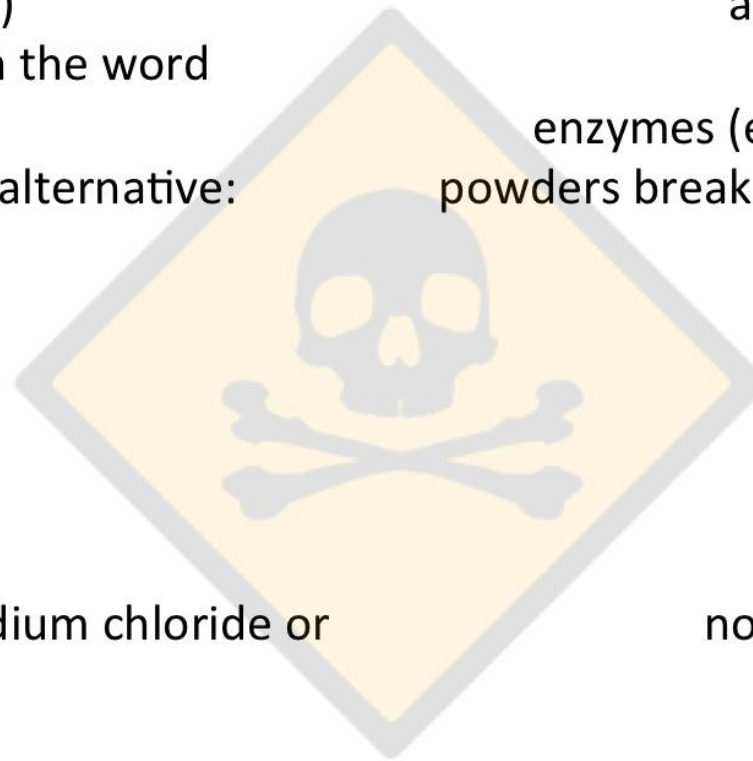 )
the word
enzymes (e
alternative: powders break
dium chloride or no